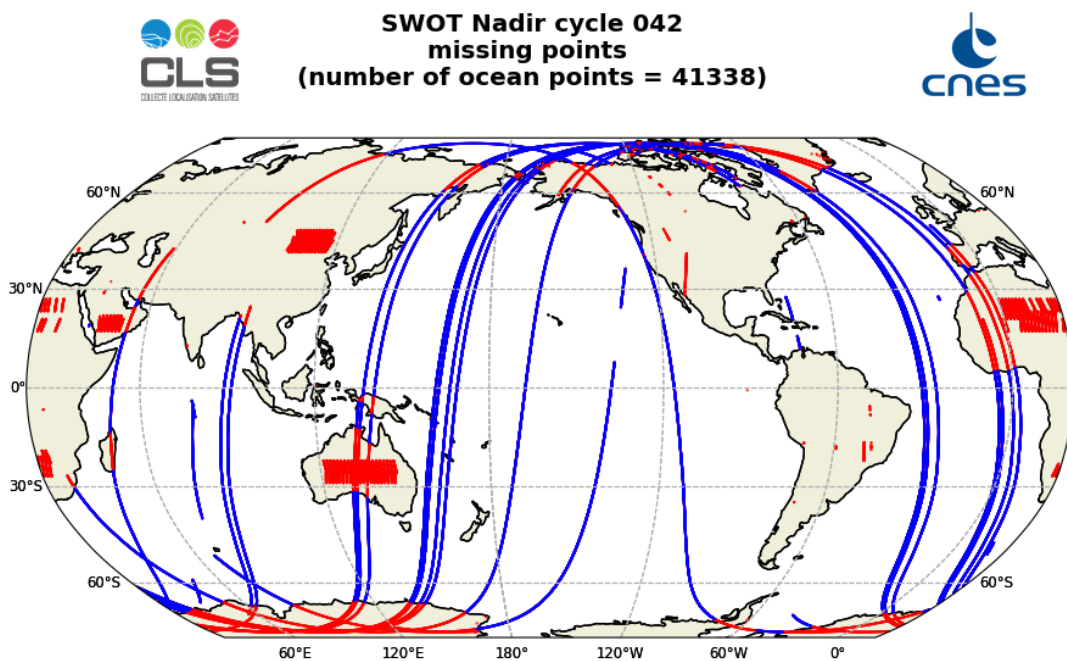 SWOT Nadir cycle 042
missing points
(number of ocean points = 41338)
CLS
COLLECTE LOCALISATION SATELLITES
cnes
60°N 60°N
30°N 30°N
0° 0°
30°S 30°S
60°S 60°S
60°E 120°E 180° 120°W 60°W 0°